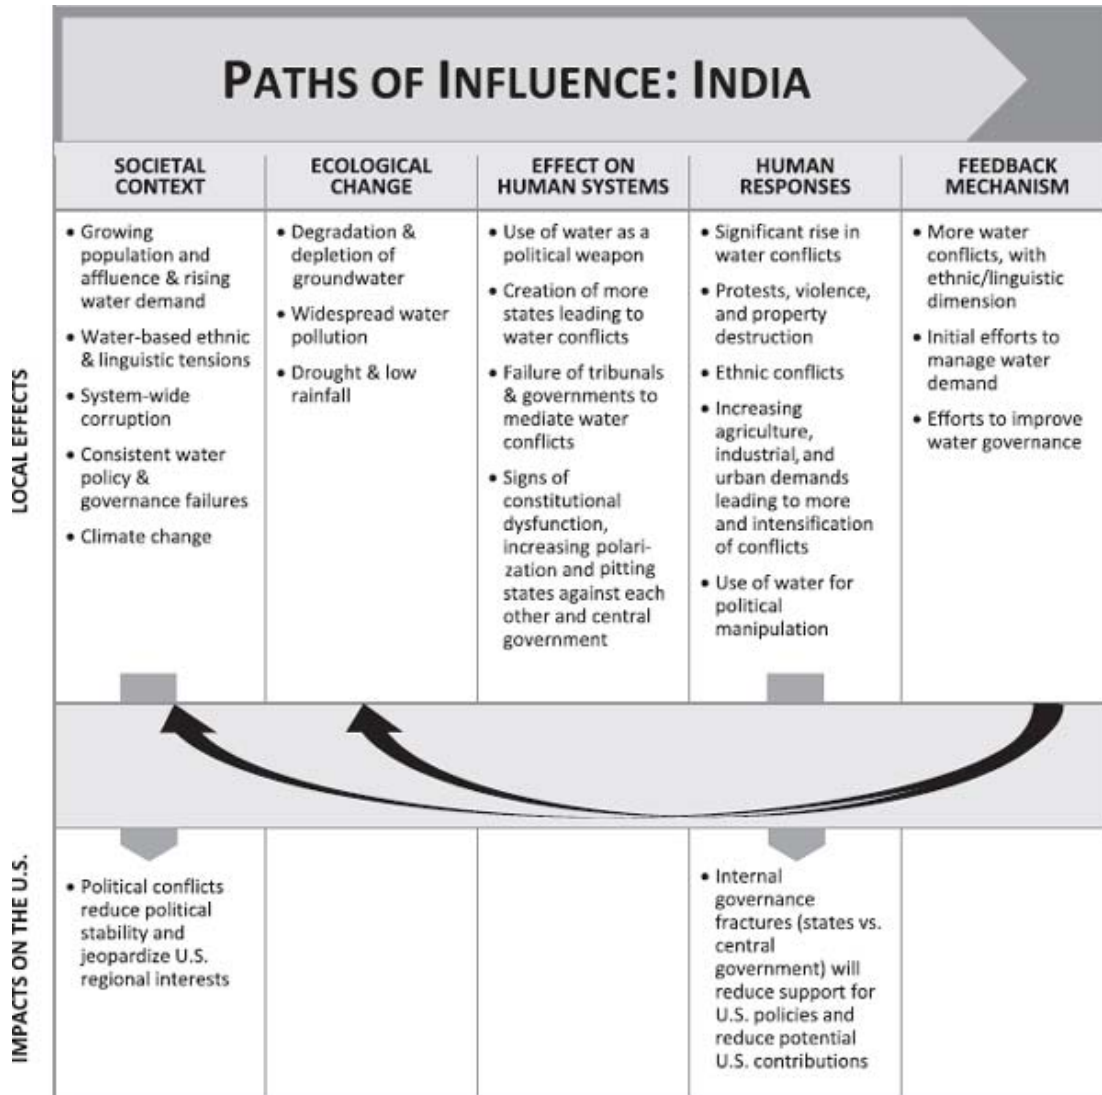 PATHS OF INFLUENCE: INDIA
SOCIETAL
CONTEXT
ECOLOGICAL
CHANGE
EFFECT ON
HUMAN SYSTEMS
HUMAN
RESPONSES
FEEDBACK
MECHANISM
LOCAL EFFECTS
• Growing
population and
affluence & rising
water demand
• Water-based ethnic
& linguistic tensions
• System-wide
corruption
• Consistent water
policy &
governance failures
• Climate change
• Degradation &
depletion of
groundwater
• Widespread water
pollution
• Drought & low
rainfall
• Use of water as a
political weapon
• Creation of more
states leading to
water conflicts
• Failure of tribunals
& governments to
mediate water
conflicts
• Signs of
constitutional
dysfunction,
increasing polari-
zation and pitting
states against each
other and central
government
• Significant rise in
water conflicts
• Protests, violence,
and property
destruction
• Ethnic conflicts
• Increasing
agriculture,
industrial, and
urban demands
leading to more
and intensification
of conflicts
• Use of water for
political
manipulation
• More water
conflicts, with
ethnic/linguistic
dimension
• Initial efforts to
manage water
demand
• Efforts to improve
water governance
IMPACTS ON THE U.S.
• Political conflicts
reduce political
stability and
jeopardize U.S.
regional interests
• Internal
governance
fractures (states vs.
central
government) will
reduce support for
U.S. policies and
reduce potential
U.S. contributions